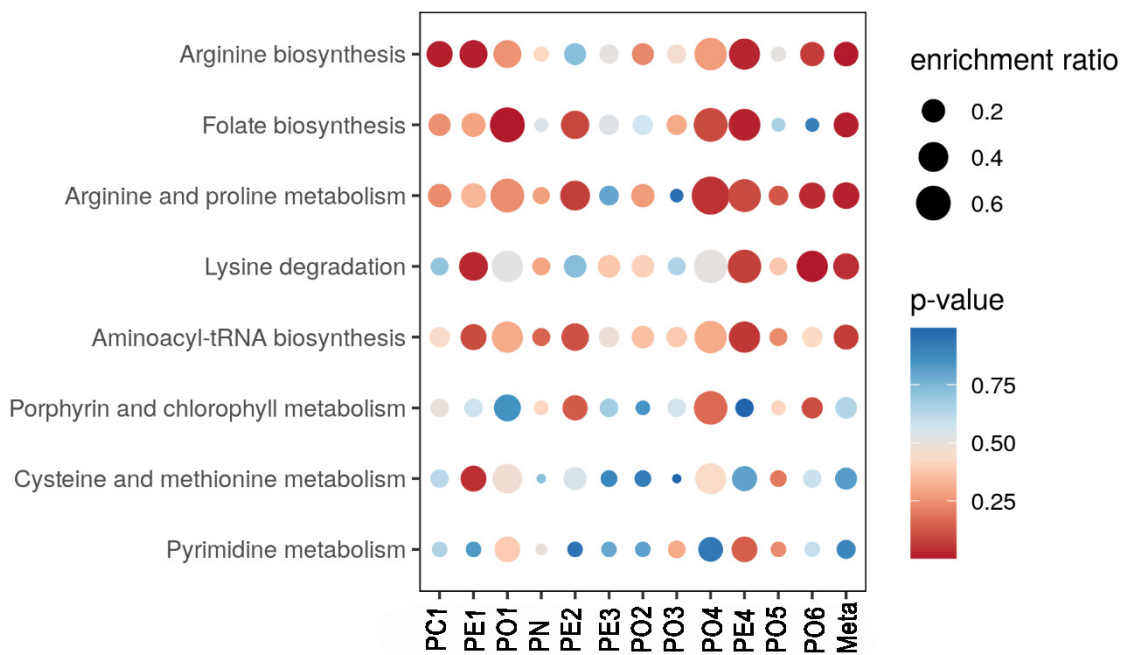 Arginine biosynthesis
Folate biosynthesis
Arginine and proline metabolism
Lysine degradation
Aminoacyl-tRNA biosynthesis
Porphyrin and chlorophyll metabolism
Cysteine and methionine metabolism
Pyrimidine metabolism
PC1 PE1 PO1 PN PE2 PE3 PO2 PO3 PO4 PE4 PO5 PO6 Meta
enrichment ratio
0.2
0.4
0.6
p-value
0.75
0.50
0.25